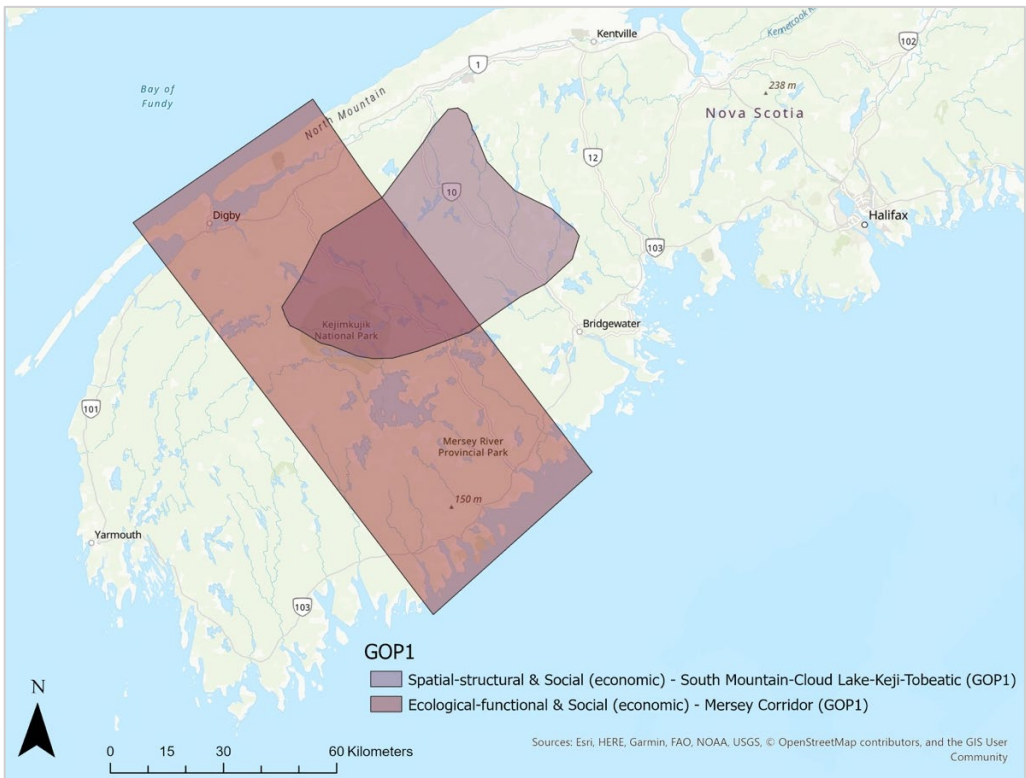 Kentville
Kennetcook R
102
1
Bay of
Fundy
238 m
North Mountain
Nova Scotia
12
10
Digby
Halifax
103
Kejimkujik
National Park
Bridgewater
101
Mersey River
Provincial Park
150 m
Yarmouth
103
GOP1
Spatial-structural & Social (economic) - South Mountain-Cloud Lake-Keji-Tobeatic (GOP1)
Ecological-functional & Social (economic) - Mersey Corridor (GOP1)
N
0 15 30 60 Kilometers
Sources: Esri, HERE, Garmin, FAO, NOAA, USGS, © OpenStreetMap contributors, and the GIS User
Community